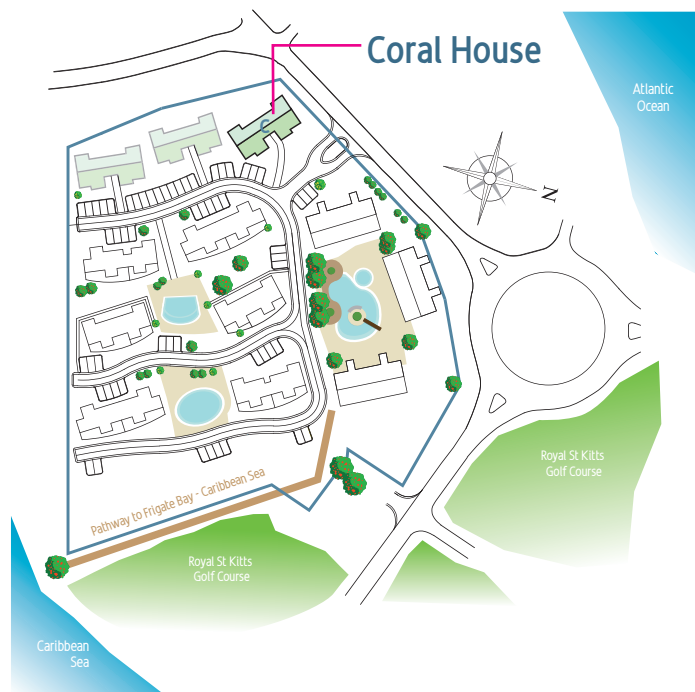 Coral House
Atlantic
Ocean
C
N
Royal St Kitts
Golf Course
Pathway to Frigate Bay - Caribbean Sea
Royal St Kitts
Golf Course
Caribbean
Sea